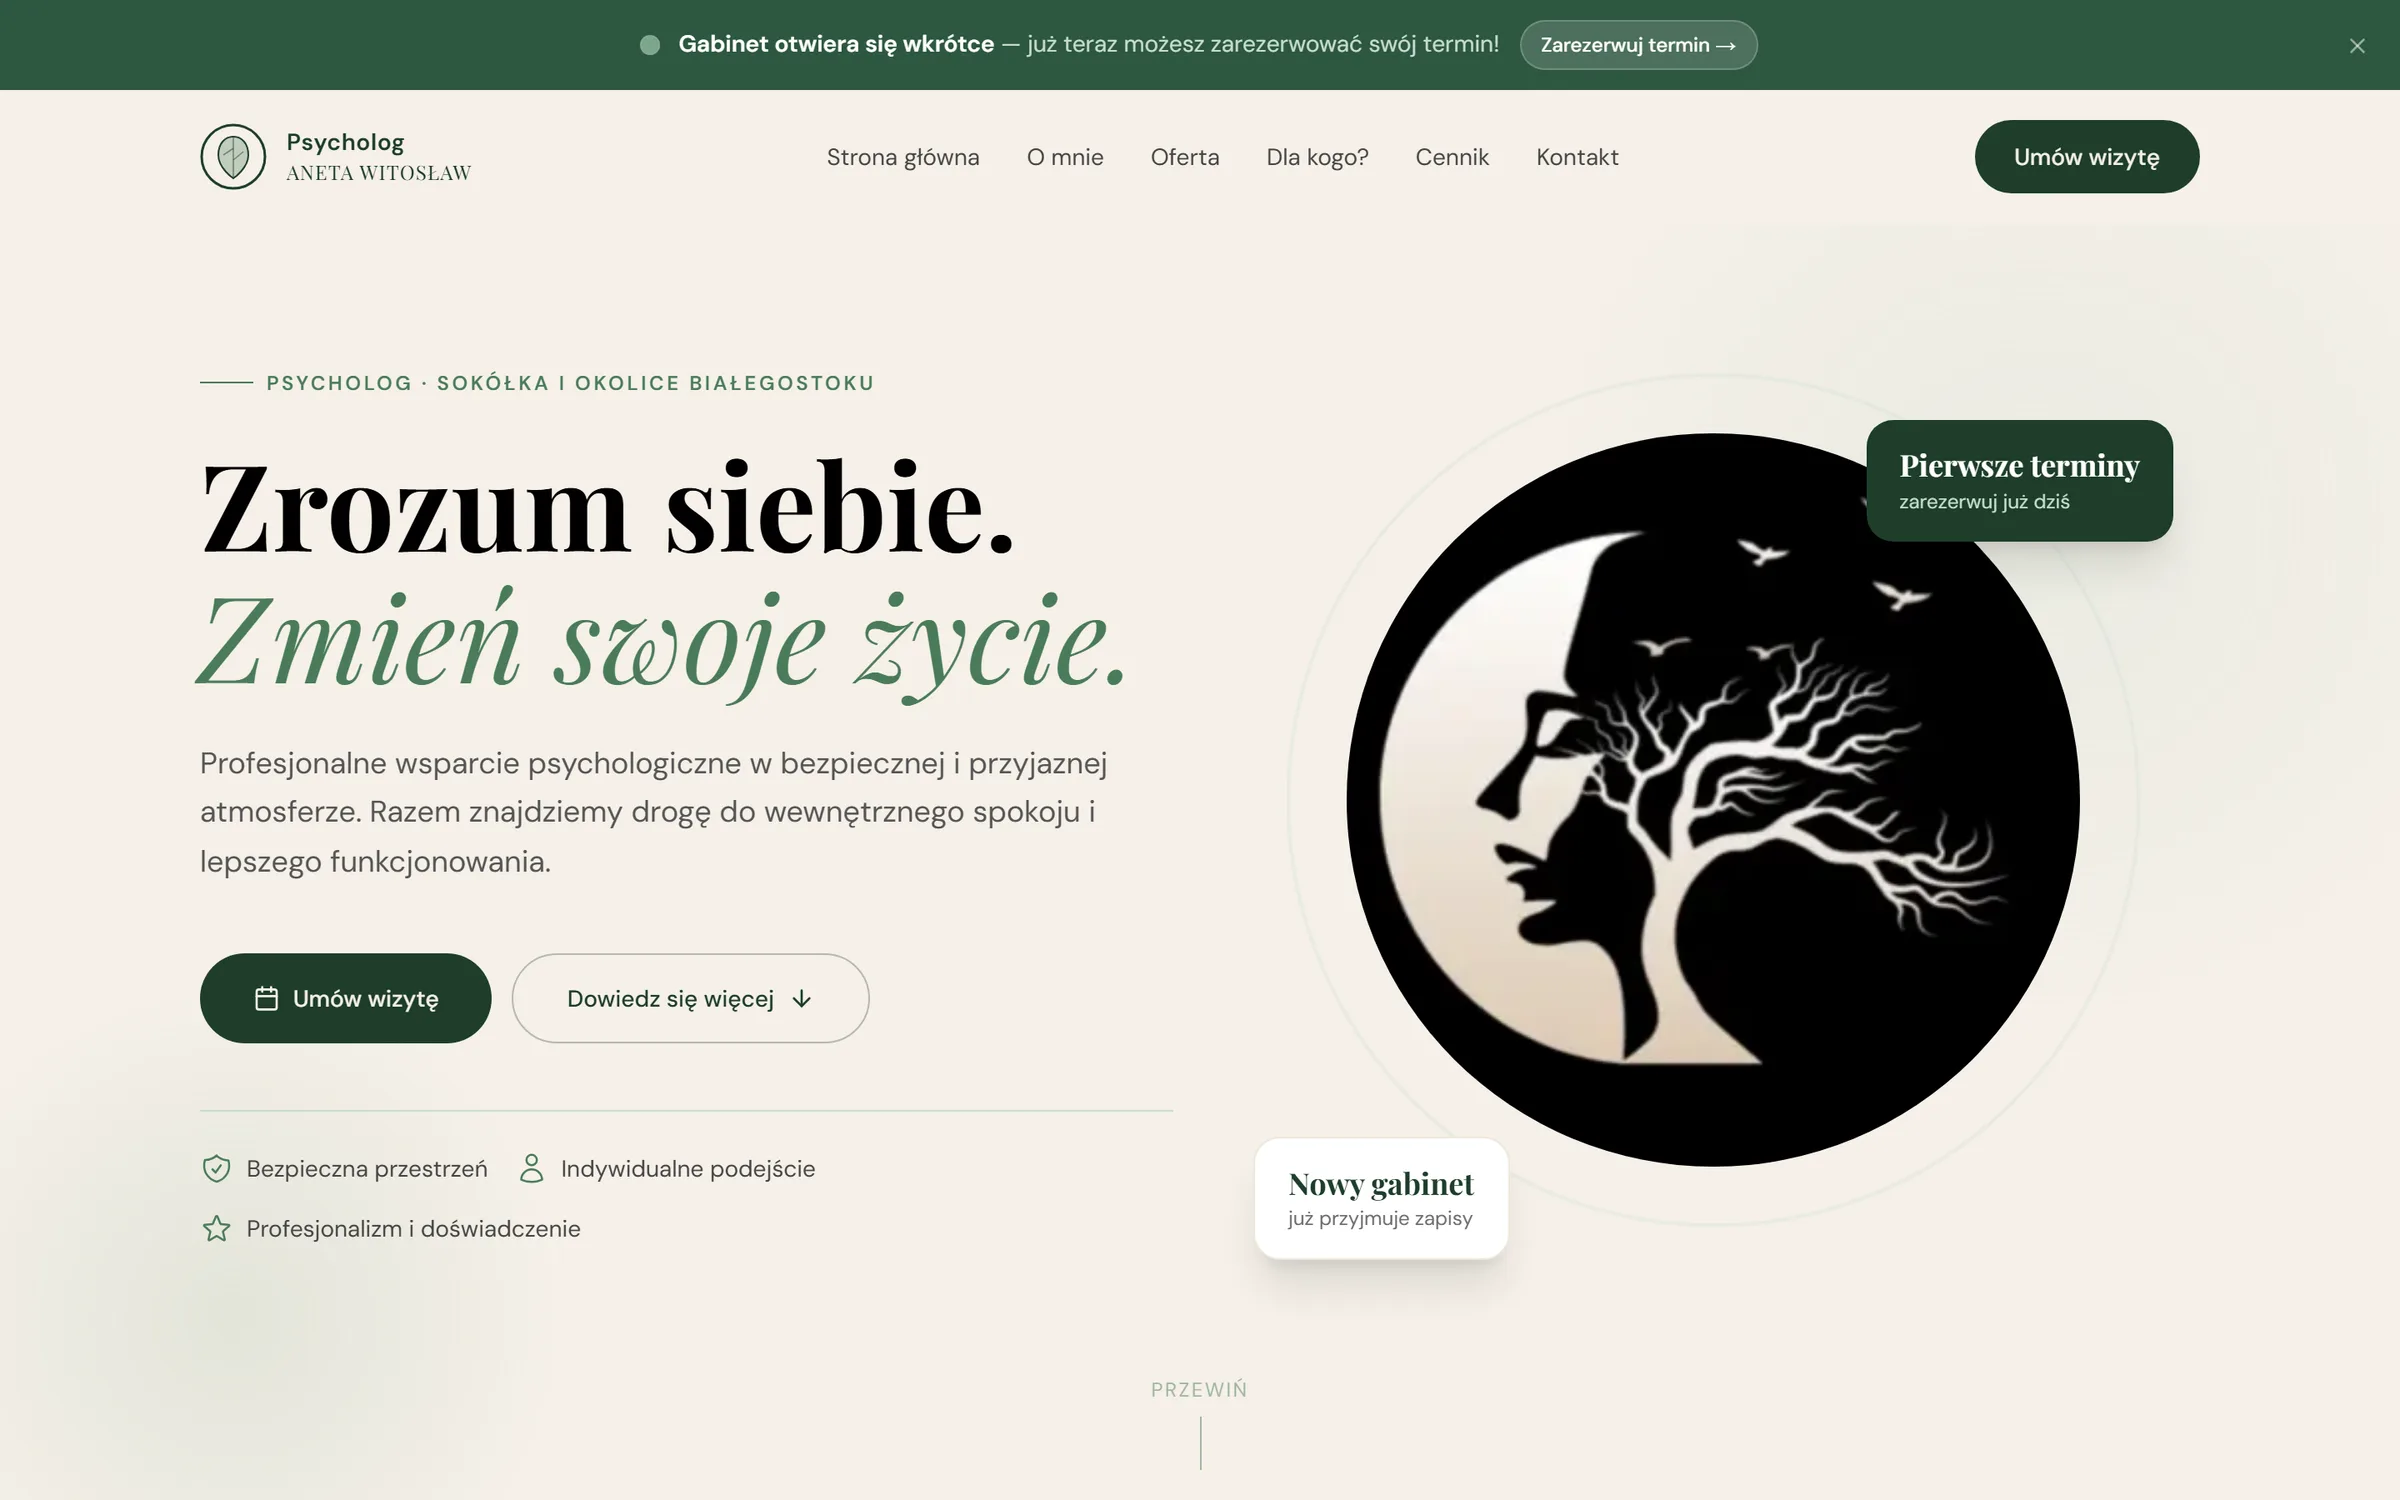 Gabinet otwiera się wkrótce — już teraz możesz zarezerwować swój termin! Zarezerwuj termin →
Psycholog
ANETA WITOSŁAW
Strona główna O mnie Oferta Dla kogo? Cennik Kontakt
Umów wizytę
PSYCHOLOG · SOKÓŁKA I OKOLICE BIAŁEGOSTOKU
Zrozum siebie.
Zmień swoje życie.
Profesjonalne wsparcie psychologiczne w bezpiecznej i przyjaznej
atmosferze. Razem znajdziemy drogę do wewnętrznego spokoju i
lepszego funkcjonowania.
Umów wizytę
Dowiedz się więcej ↓
Bezpieczna przestrzeń
Indywidualne podejście
Profesjonalizm i doświadczenie
Pierwsze terminy
zarezerwuj już dziś
Nowy gabinet
już przyjmuje zapisy
PRZEWIŃ